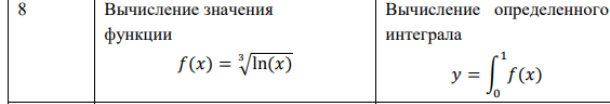 8
Вычисление значения
функции
f(x) = ∛ln(x)
Вычисление определенного
интеграла
y = ∫₀¹ f(x)